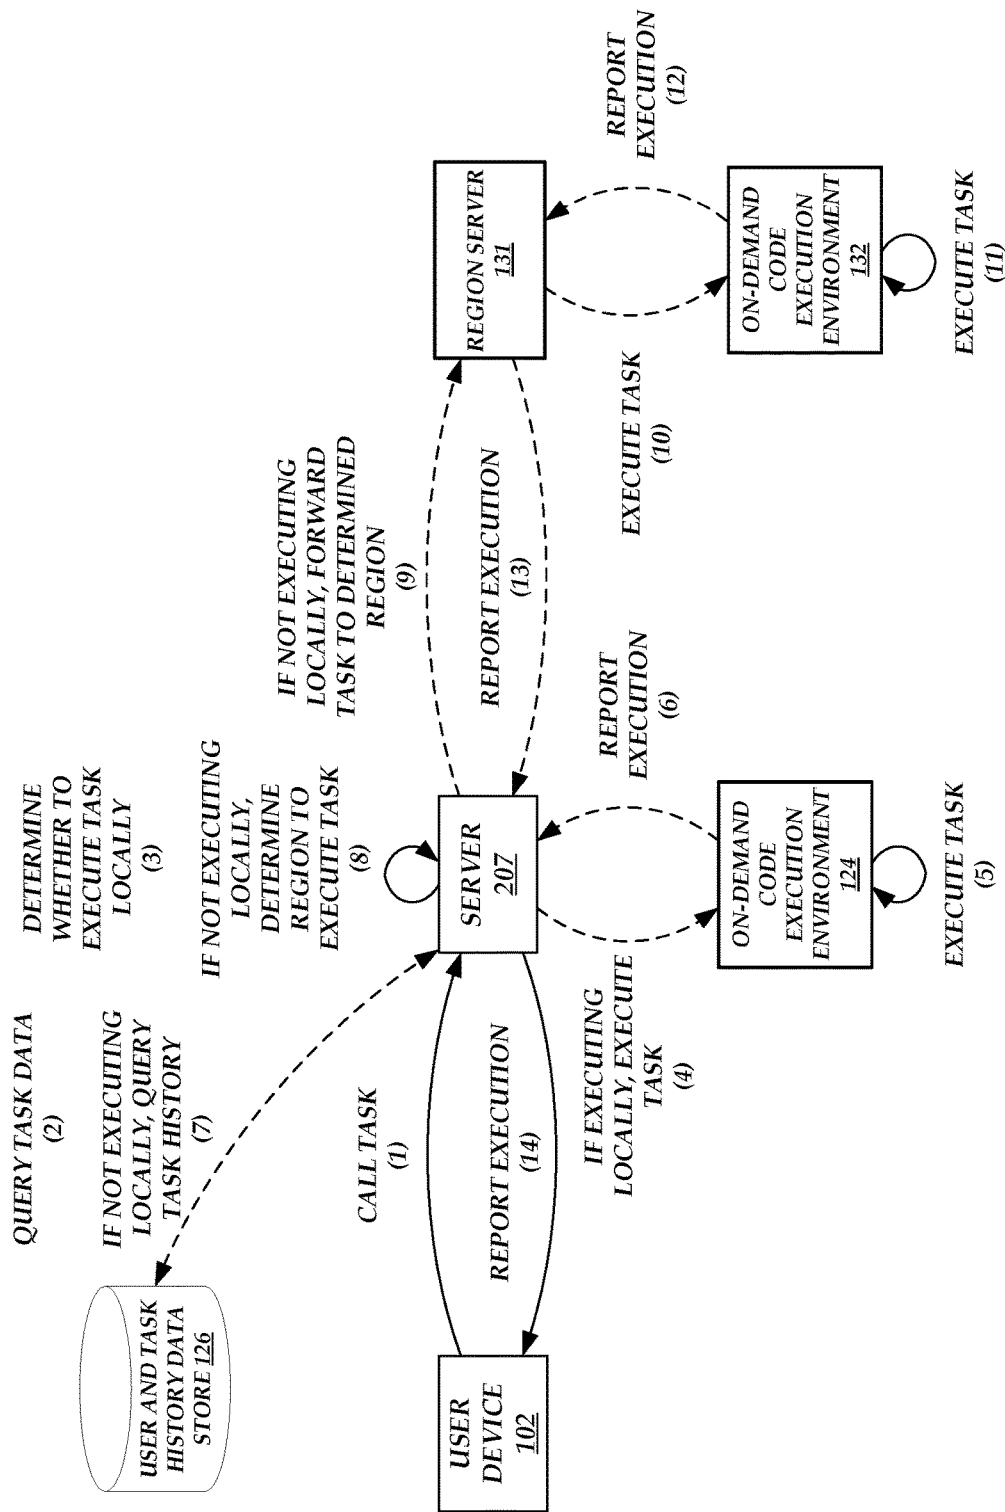 QUERY TASK DATA
(2)
DETERMINE
WHETHER TO
EXECUTE TASK
LOCALLY
(3)
IF NOT EXECUTING
LOCALLY, QUERY
TASK HISTORY
(7)
IF NOT EXECUTING
LOCALLY,
DETERMINE
REGION TO
EXECUTE TASK
(8)
USER AND TASK
HISTORY DATA
STORE 126
IF NOT EXECUTING
LOCALLY, FORWARD
TASK TO DETERMINED
REGION
(9)
CALL TASK
(1)
USER
DEVICE
102
SERVER
207
REGION SERVER
131
REPORT EXECUTION
(14)
REPORT EXECUTION
(13)
IF EXECUTING
LOCALLY, EXECUTE
TASK
(4)
REPORT
EXECUTION
(6)
EXECUTE TASK
(10)
REPORT
EXECUTION
(12)
ON-DEMAND
CODE
EXECUTION
ENVIRONMENT
124
ON-DEMAND
CODE
EXECUTION
ENVIRONMENT
132
EXECUTE TASK
(5)
EXECUTE TASK
(11)